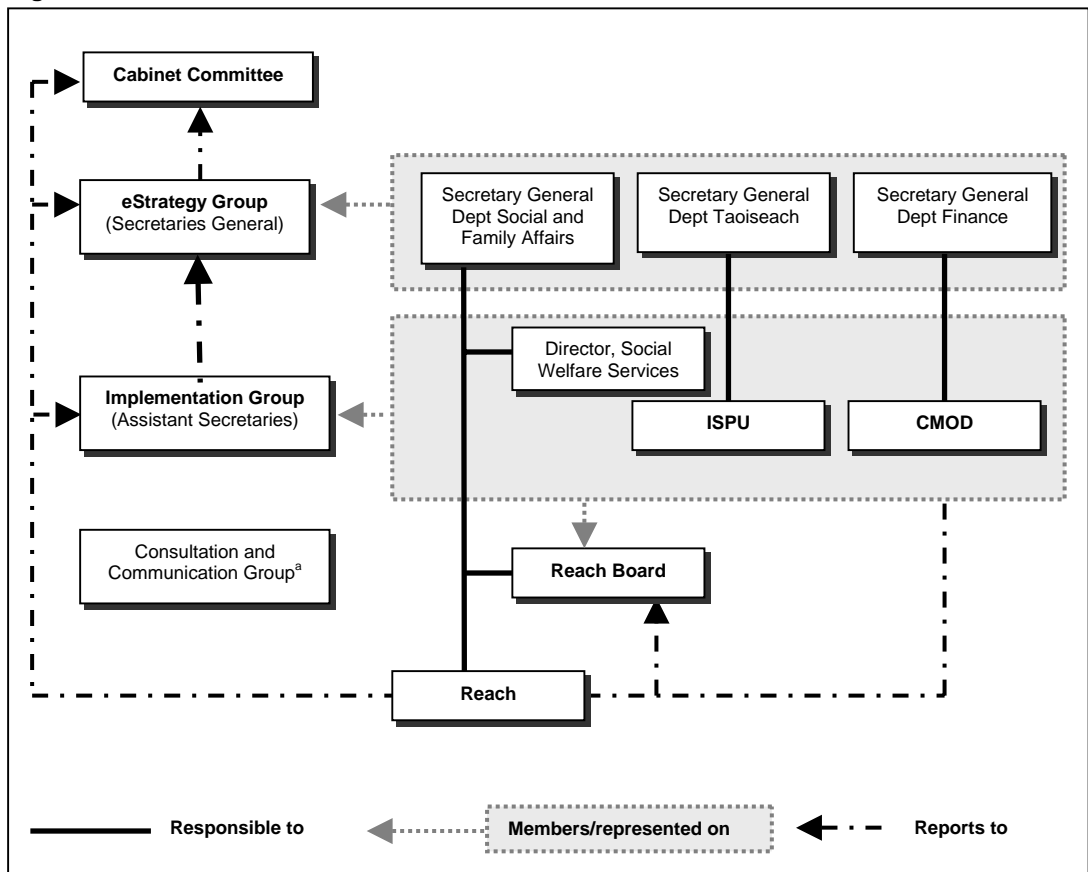 Cabinet Committee
eStrategy Group
(Secretaries General)
Secretary General
Dept Social and
Family Affairs
Secretary General
Dept Taoiseach
Secretary General
Dept Finance
Director, Social
Welfare Services
Implementation Group
(Assistant Secretaries)
ISPU
CMOD
Consultation and
Communication Groupᵃ
Reach Board
Reach
Responsible to
Members/represented on
Reports to